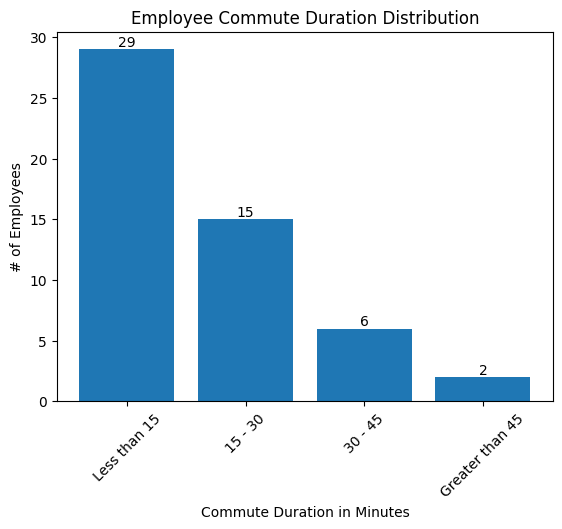 Employee Commute Duration Distribution
# of Employees
30
25
20
15
10
5
0
29
15
6
2
Less than 15
15 - 30
30 - 45
Greater than 45
Commute Duration in Minutes